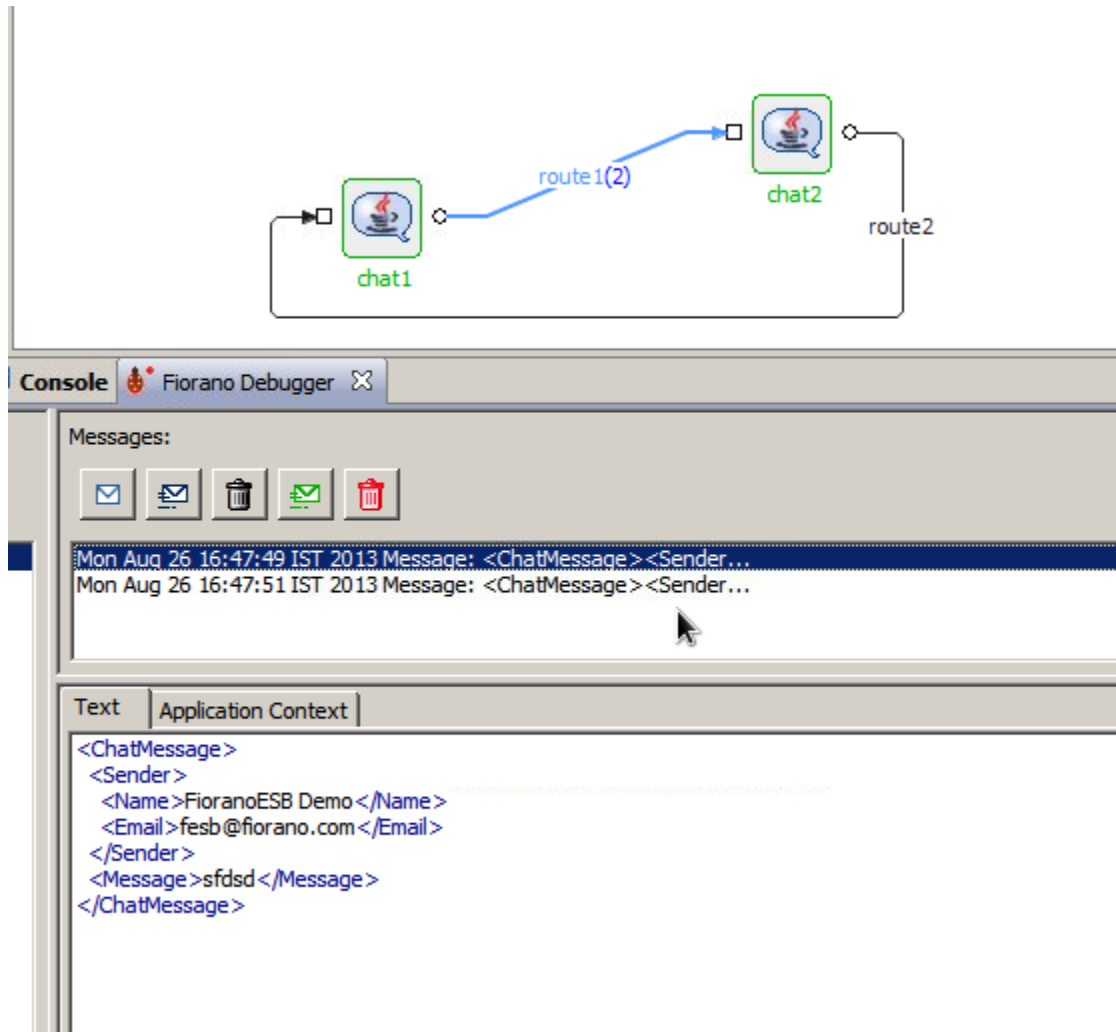 route1(2)
chat2
route2
chat1
Console
Fiorano Debugger
Messages:
Mon Aug 26 16:47:49 IST 2013 Message: <ChatMessage><Sender...
Mon Aug 26 16:47:51 IST 2013 Message: <ChatMessage><Sender...
Text
Application Context
<ChatMessage>
<Sender>
<Name>FioranoESB Demo</Name>
<Email>fesb@fiorano.com</Email>
</Sender>
<Message>sfdsd</Message>
</ChatMessage>